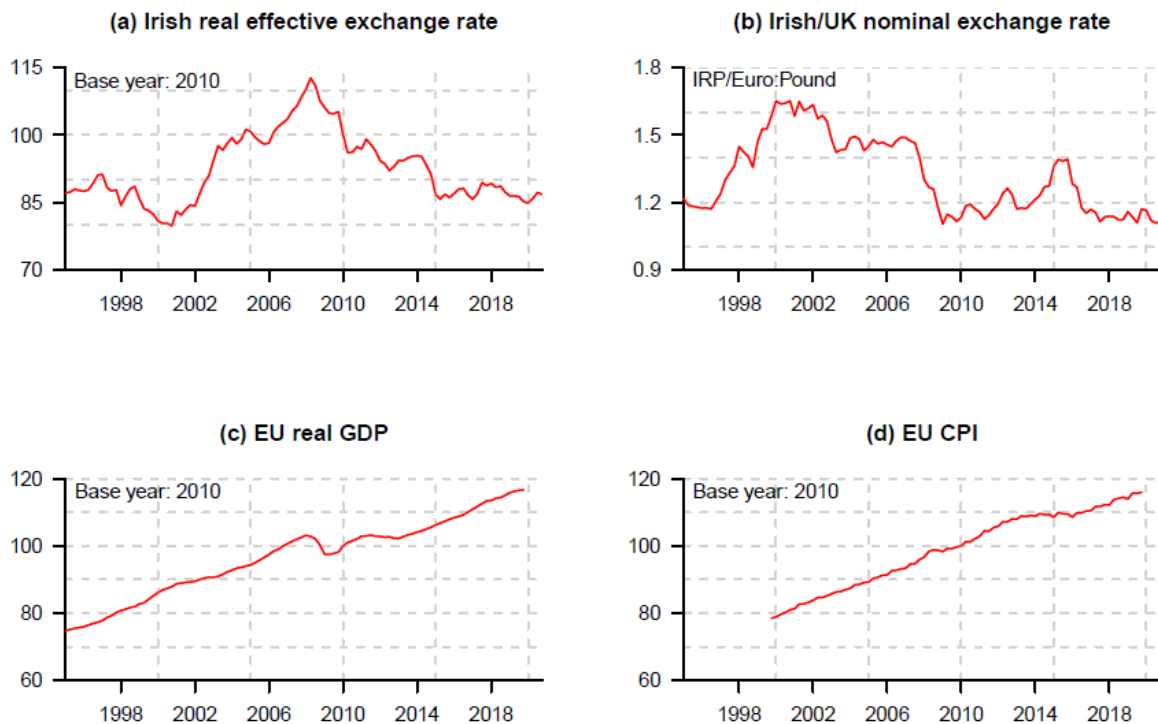 (a) Irish real effective exchange rate
Base year: 2010
115
100
85
70
1998 2002 2006 2010 2014 2018
(b) Irish/UK nominal exchange rate
IRP/Euro:Pound
1.8
1.5
1.2
0.9
1998 2002 2006 2010 2014 2018
(c) EU real GDP
Base year: 2010
120
100
80
60
1998 2002 2006 2010 2014 2018
(d) EU CPI
Base year: 2010
120
100
80
60
1998 2002 2006 2010 2014 2018